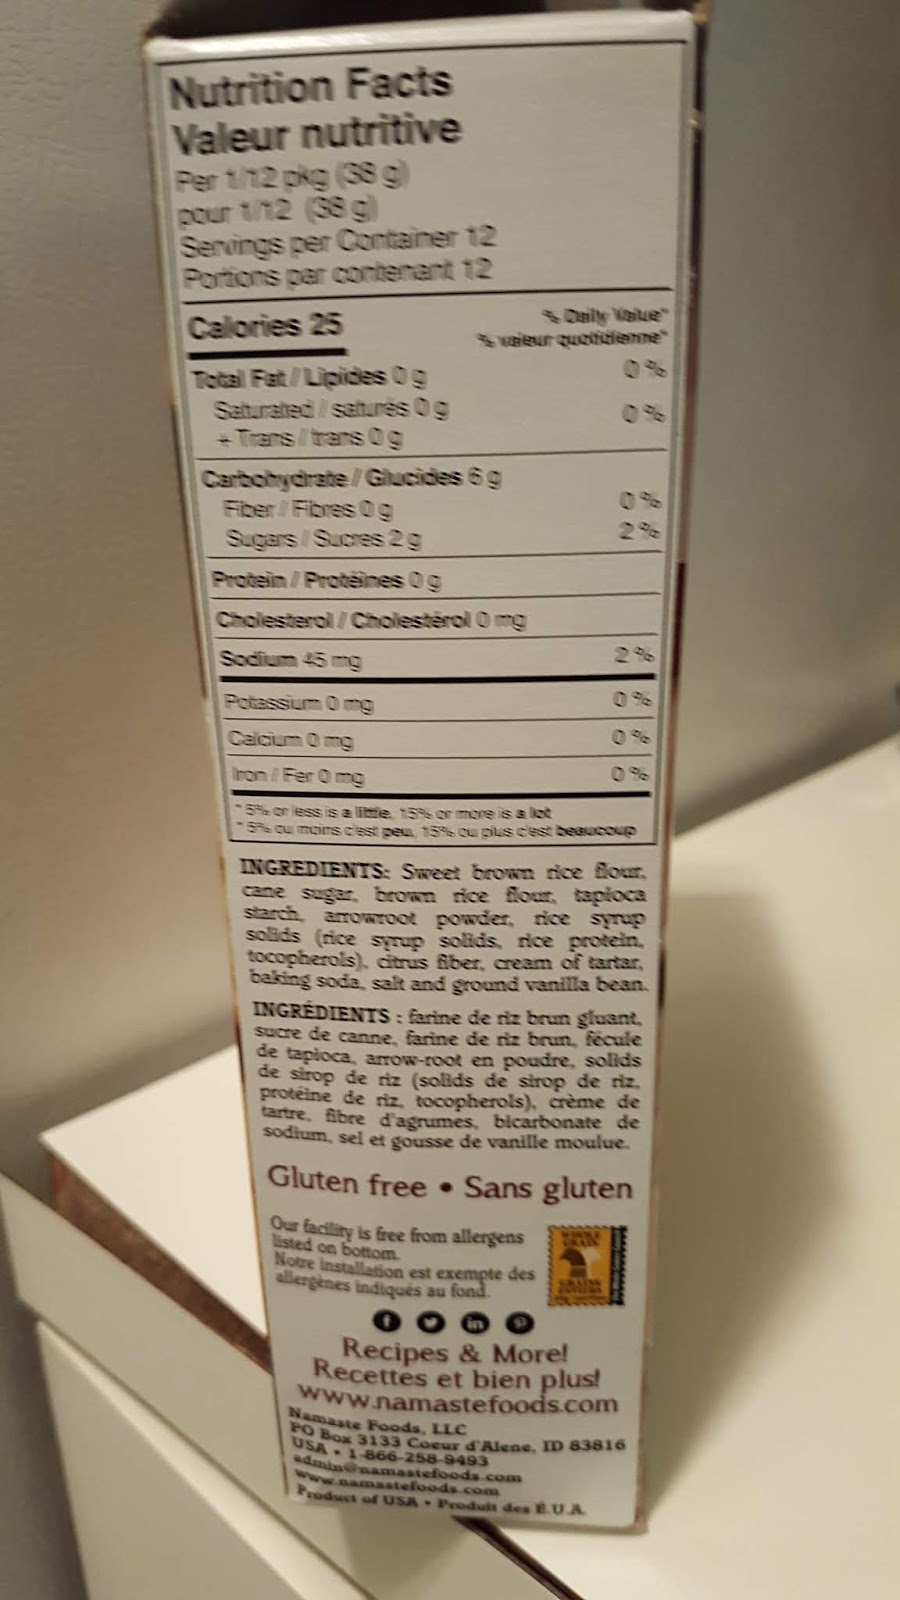 Nutrition Facts
Valeur nutritive
Per 1/12 pkg (38 g)
pour 1/12 (38 g)
Servings per Container 12
Portions par contenant 12
Calories 25
% Daily Value*
% valeur quotidienne*
Total Fat / Lipides 0 g 0 %
Saturated / saturés 0 g 0 %
+ Trans / trans 0 g
Carbohydrate / Glucides 6 g
Fiber / Fibres 0 g 0 %
Sugars / Sucres 2 g 2 %
Protein / Protéines 0 g
Cholesterol / Cholestérol 0 mg
Sodium 45 mg 2 %
Potassium 0 mg 0 %
Calcium 0 mg 0 %
Iron / Fer 0 mg 0 %
* 5% or less is a little, 15% or more is a lot
* 5% ou moins c'est peu, 15% ou plus c'est beaucoup
INGREDIENTS: Sweet brown rice flour,
cane sugar, brown rice flour, tapioca
starch, arrowroot powder, rice syrup
solids (rice syrup solids, rice protein,
tocopherols), citrus fiber, cream of tartar,
baking soda, salt and ground vanilla bean.
INGRÉDIENTS : farine de riz brun gluant,
sucre de canne, farine de riz brun, fécule
de tapioca, arrow-root en poudre, solids
de sirop de riz (solids de sirop de riz,
protéine de riz, tocopherols), crème de
tartre, fibre d'agrumes, bicarbonate de
sodium, sel et gousse de vanille moulue.
Gluten free • Sans gluten
Our facility is free from allergens
listed on bottom.
Notre installation est exempte des
allergènes indiqués au fond.
WHOLE
GRAIN
GRAINS
ENTIERS
Recipes & More!
Recettes et bien plus!
www.namastefoods.com
Namaste Foods, LLC
PO Box 3133 Coeur d'Alene, ID 83816
USA • 1-866-258-9493
admin@namastefoods.com
www.namastefoods.com
Product of USA • Produit des É.U.A.